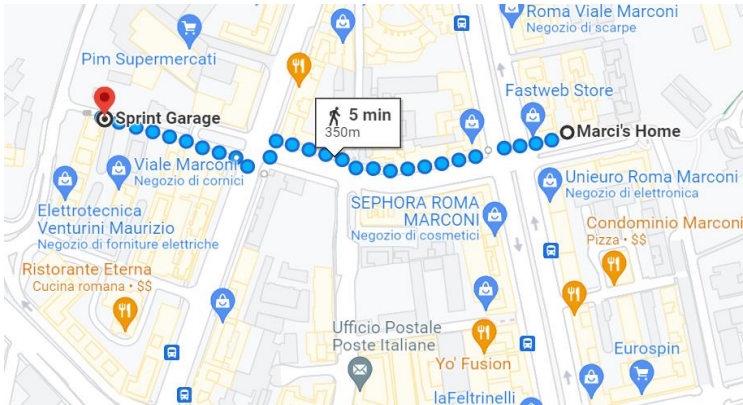 Roma Viale Marconi
Negozio di scarpe
Pim Supermercati
Fastweb Store
Sprint Garage
5 min
350m
Marci's Home
Viale Marconi
Negozio di cornici
Unieuro Roma Marconi
Negozio di elettronica
Elettrotecnica
Venturini Maurizio
Negozio di forniture elettriche
SEPHORA ROMA
MARCONI
Negozio di cosmetici
Condominio Marconi
Pizza • $$
Ristorante Eterna
Cucina romana • $$
Ufficio Postale
Poste Italiane
Yo' Fusion
Eurospin
laFeltrinelli